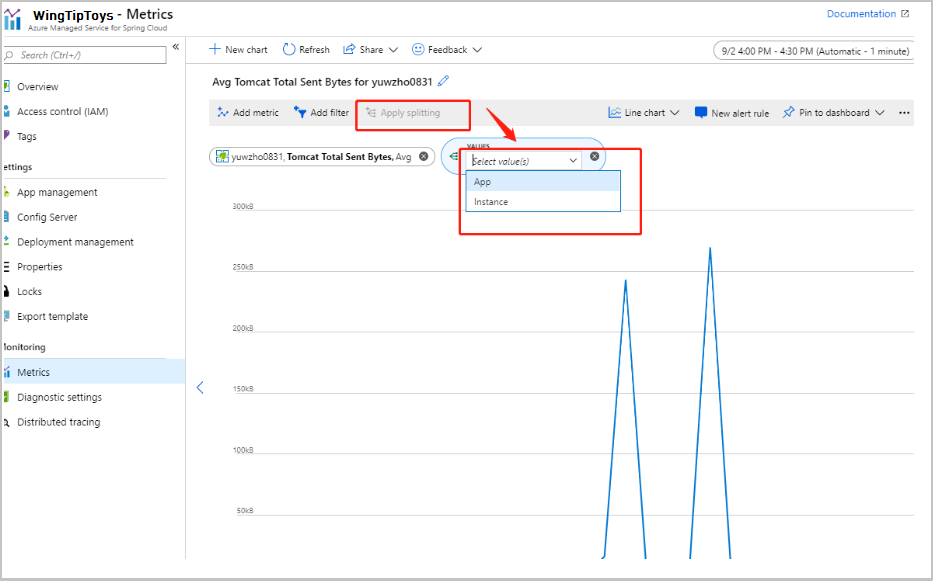 WingTipToys - Metrics
Azure Managed Service for Spring Cloud
Documentation
Search (Ctrl+/)
«
New chart
Refresh
Share
Feedback
9/2 4:00 PM - 4:30 PM (Automatic - 1 minute)
Overview
Access control (IAM)
Tags
ettings
App management
Config Server
Deployment management
Properties
Locks
Export template
Monitoring
Metrics
Diagnostic settings
Distributed tracing
Avg Tomcat Total Sent Bytes for yuwzho0831
Add metric
Add filter
Apply splitting
Line chart
New alert rule
Pin to dashboard
...
yuwzho0831, Tomcat Total Sent Bytes, Avg
VALUES
Select value(s)
App
Instance
300kB
250kB
200kB
150kB
100kB
50kB